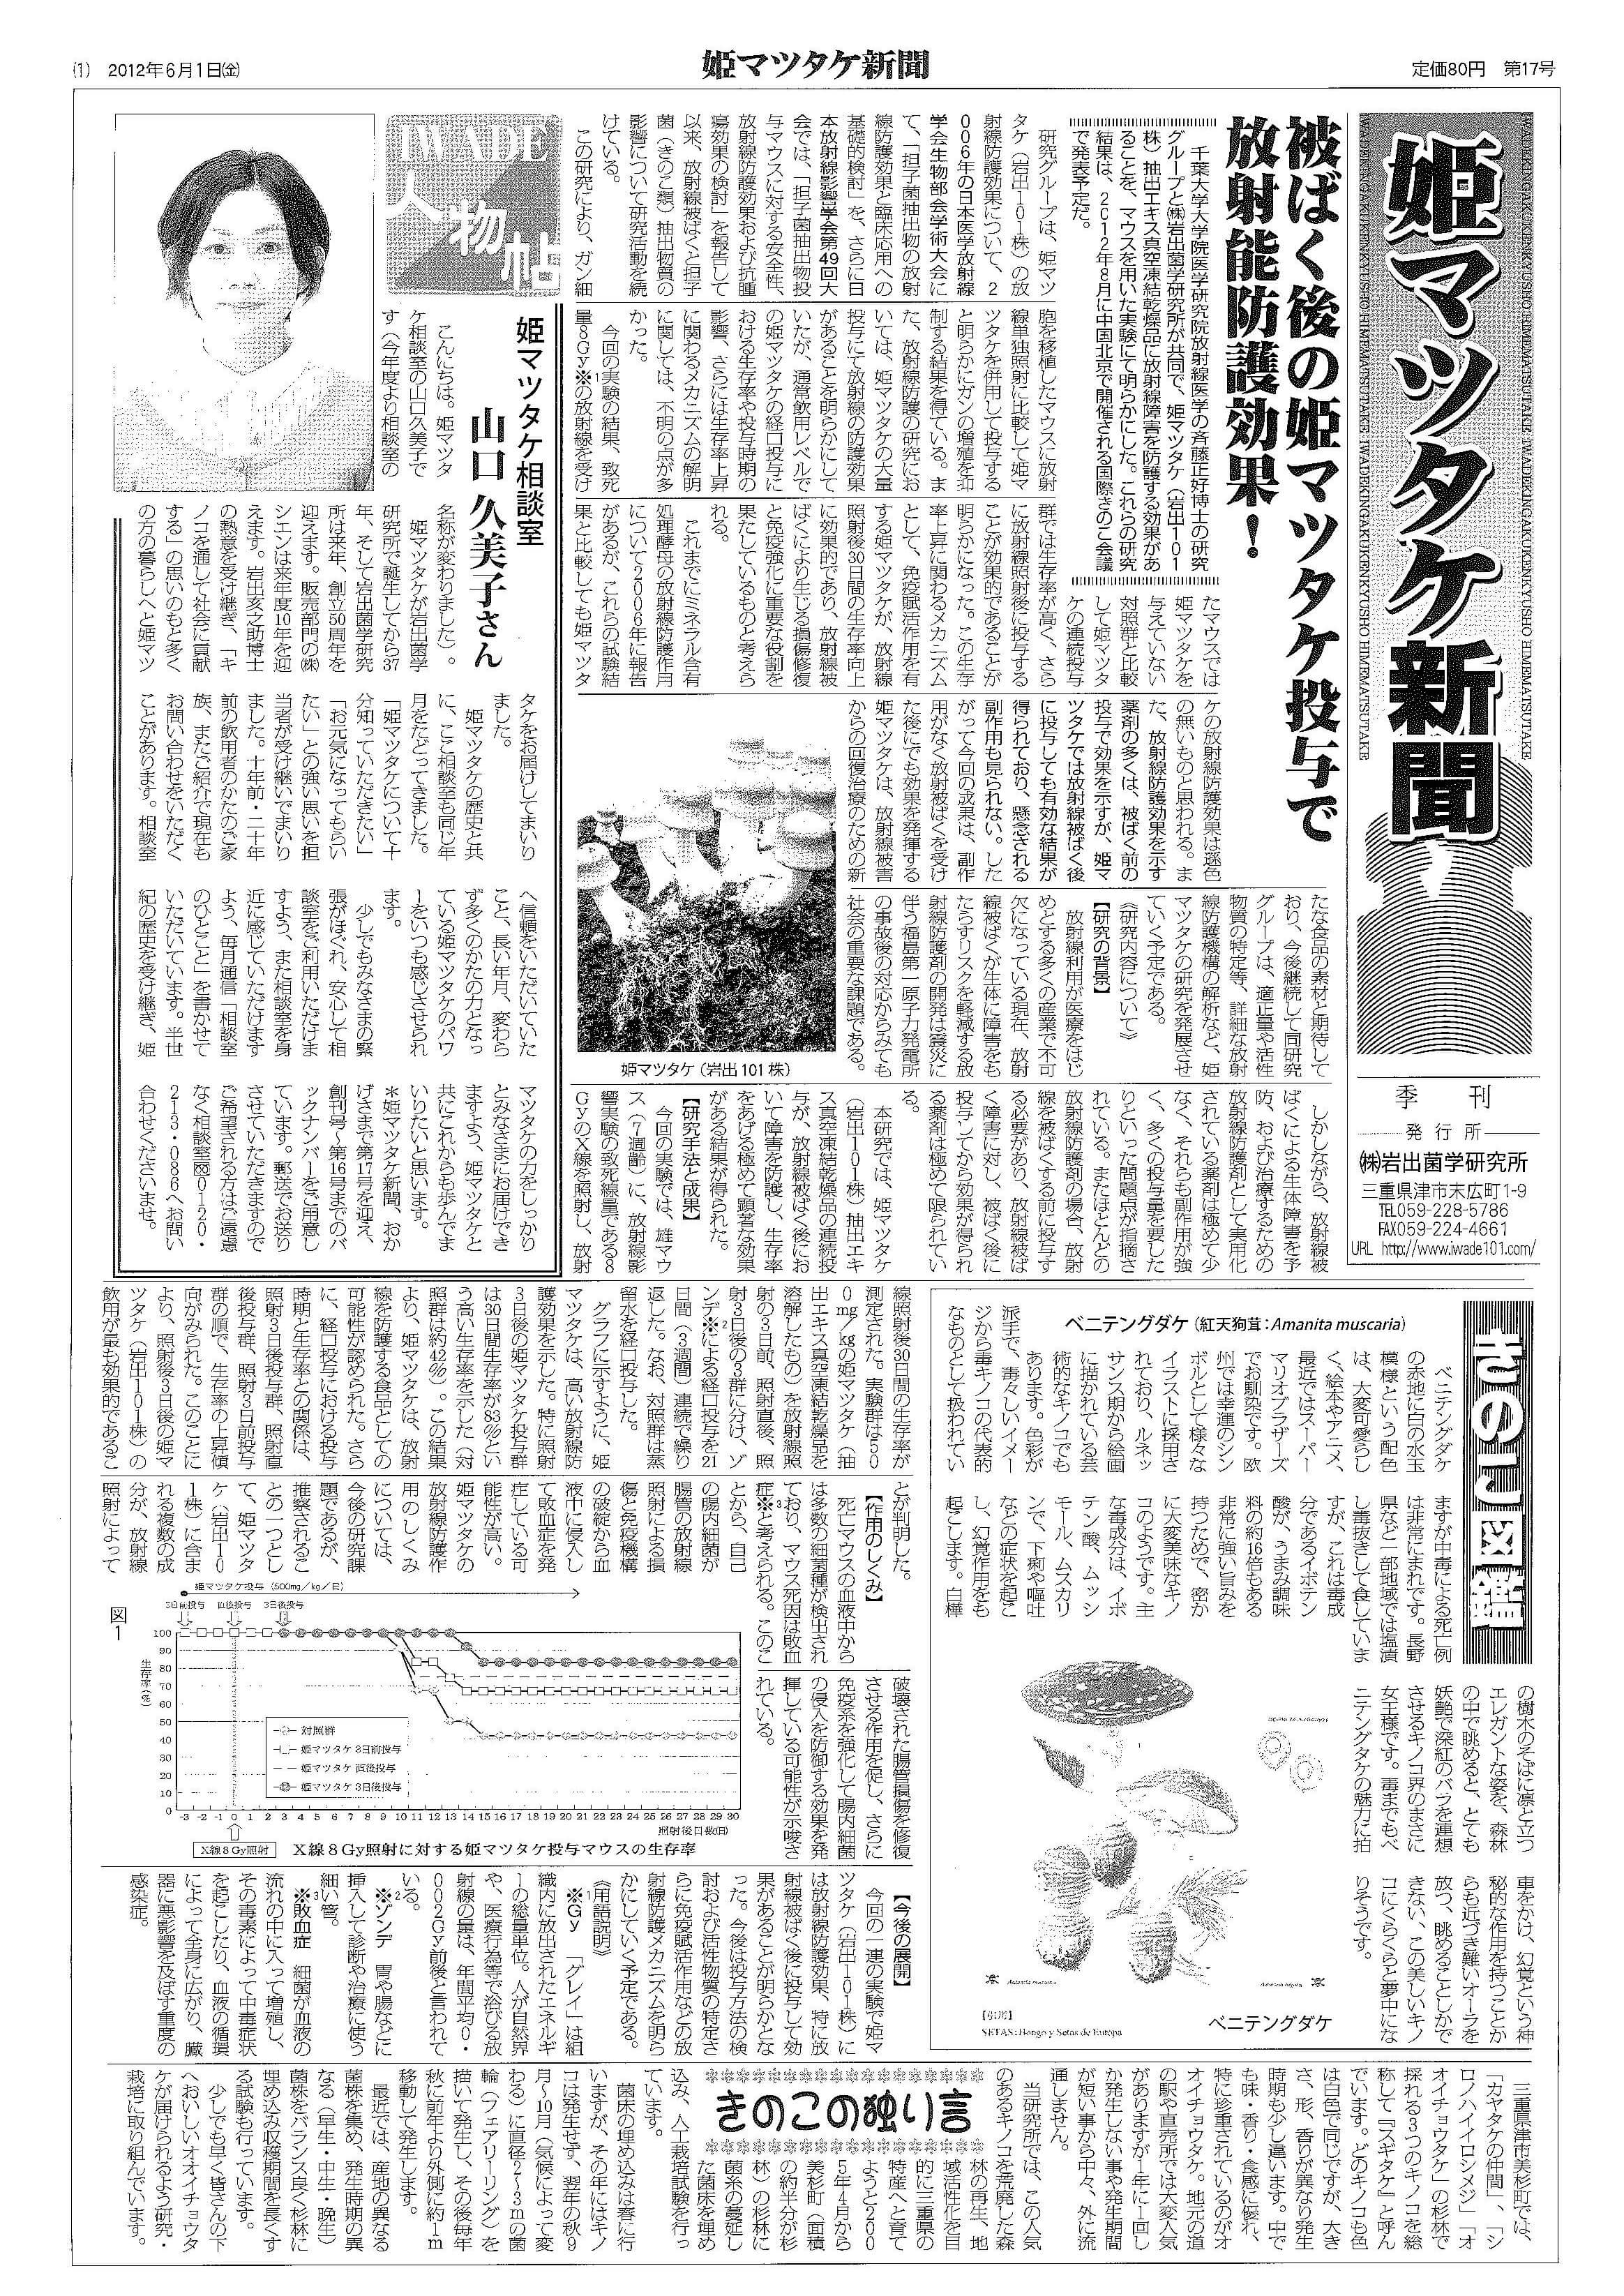 (1) 2012年6月1日㈮
姫マツタケ新聞
定価80円 第17号
姫マツタケ新聞
季 刊
発行所
㈱岩出菌学研究所
三重県津市末広町1-9
TEL059-228-5786
FAX059-224-4661
URL http://www.iwade101.com/
被ばく後の姫マツタケ投与で
放射能防護効果！
千葉大学大学院医学研究院放射線医学の斉藤正好博士の研究
グループと㈱岩出菌学研究所が共同で、姫マツタケ（岩出101
株）抽出エキス真空凍結乾燥品に放射線障害を防護する効果があ
ることを、マウスを用いた実験にて明らかにした。これらの研究
結果は、2012年8月に中国北京で開催される国際きのこ会議
で発表予定だ。
研究グループは、姫マツ
タケ（岩出101株）の放
射線防護効果について、2
006年の日本医学放射線
学会生物部会学術大会に
て、「担子菌抽出物の放射
線防護効果と臨床応用への
基礎的検討」を、さらに日
本放射線影響学会第49回大
会では、「担子菌抽出物投
与マウスに対する安全性、
放射線防護効果および抗腫
瘍効果の検討」を報告して
以来、放射線被ばくと担子
菌（きのこ類）抽出物質の
影響について研究活動を続
けている。
この研究により、ガン細
胞を移植したマウスに放射
線単独照射に比較して姫マ
ツタケを併用して投与する
と明らかにガンの増殖を抑
制する結果を得ている。ま
た、放射線防護の研究にお
いては、姫マツタケの大量
投与にて放射線の防護効果
があることを明らかにして
いたが、通常飲用レベルで
の姫マツタケの経口投与に
おける生存率や投与時期の
影響、さらには生存率上昇
に関わるメカニズムの解明
に関しては、不明の点が多
かった。
今回の実験の結果、致死
量8Gy※1の放射線を受け
たマウスでは
姫マツタケを
与えていない
対照群と比較
して姫マツタ
ケの連続投与
群では生存率が高く、さら
に放射線照射後に投与する
ことが効果的であることが
明らかになった。この生存
率上昇に関わるメカニズム
として、免疫賦活作用を有
する姫マツタケが、放射線
照射後30日間の生存率向上
に効果的であり、放射線被
ばくにより生じる損傷修復
と免疫強化に重要な役割を
果たしているものと考えら
れる。
これまでにミネラル含有
処理酵母の放射線防護作用
について2006年に報告
があるが、これらの試験結
果と比較しても姫マツタ
ケの放射線防護効果は遜色
の無いものと思われる。ま
た、放射線防護効果を示す
薬剤の多くは、被ばく前の
投与で効果を示すが、姫マ
ツタケでは放射線被ばく後
に投与しても有効な結果が
得られており、懸念される
副作用も見られない。した
がって今回の成果は、副作
用がなく放射被ばくを受け
た後にでも効果を発揮する
姫マツタケは、放射線被害
からの回復治療のための新
たな食品の素材と期待して
おり、今後継続して同研究
グループは、適正量や活性
物質の特定等、詳細な放射
線防護機構の解析など、姫
マツタケの研究を発展させ
ていく予定である。
《研究内容について》
【研究の背景】
放射線利用が医療をはじ
めとする多くの産業で不可
欠になっている現在、放射
線被ばくが生体に障害をも
たらすリスクを軽減する放
射線防護剤の開発は震災に
伴う福島第一原子力発電所
の事故後の対応からみても
社会の重要な課題である。
しかしながら、放射線被
ばくによる生体障害を予
防、および治療するための
放射線防護剤として実用化
されている薬剤は極めて少
なく、それらも副作用が強
く、多くの投与量を要した
りといった問題点が指摘さ
れている。またほとんどの
放射線防護剤の場合、放射
線を被ばくする前に投与す
る必要があり、放射線被ば
く障害に対し、被ばく後に
投与してから効果が得られ
る薬剤は極めて限られてい
る。
本研究では、姫マツタケ
（岩出101株）抽出エキ
ス真空凍結乾燥品の連続投
与が、放射線被ばく後にお
いて障害を防護し、生存率
をあげる極めて顕著な効果
がある結果が得られた。
【研究手法と成果】
今回の実験では、雄マウ
ス（7週齢）に、放射線影
響実験の致死線量である8
GyのX線を照射し、放射
線照射後30日間の生存率が
測定された。実験群は50
0mg／kgの姫マツタケ（抽
出エキス真空凍結乾燥品を
溶解したもの）を放射線照
射の3日前、照射直後、照
射3日後の3群に分け、ゾ
ンデ※2による経口投与を21
日間（3週間）連続で繰り
返した。なお、対照群は蒸
留水を経口投与した。
グラフに示すように、姫
マツタケは、高い放射線防
護効果を示した。特に照射
3日後の姫マツタケ投与群
は30日間生存率が83％とい
う高い生存率を示した（対
照群は約42％）。この結果
より、姫マツタケは、放射
線を防護する食品としての
可能性が認められた。さら
に、経口投与における投与
時期と生存率との関係は、
照射3日後投与群、照射直
後投与群、照射3日前投与
群の順で、生存率の上昇傾
向がみられた。このことに
より、照射後3日後の姫マ
ツタケ（岩出101株）の
飲用が最も効果的であるこ
とが判明した。
【作用のしくみ】
死亡マウスの血液中から
は多数の細菌種が検出され
ており、マウス死因は敗血
症※3と考えられる。このこ
とから、自己
の腸内細菌が
腸管の放射線
照射による損
傷と免疫機構
の破綻から血
液中に侵入し
て敗血症を発
症している可
能性が高い。
姫マツタケの
放射線防護作
用のしくみ
については、
今後の研究課
題であるが、
推察されるこ
との一つとし
て、姫マツタ
ケ（岩出10
1株）に含ま
れる複数の成
分が、放射線
照射によって
破壊された腸管損傷を修復
させる作用を促し、さらに
免疫系を強化して腸内細菌
の侵入を防御する効果を発
揮している可能性が示唆さ
れている。
【今後の展開】
今回の一連の実験で姫マ
ツタケ（岩出101株）に
は放射線防護効果、特に放
射線被ばく後に投与して効
果があることが明らかとな
った。今後は投与方法の検
討および活性物質の特定さ
らに免疫賦活作用などの放
射線防護メカニズムを明ら
かにしていく予定である。
《用語説明》
※1Gy 「グレイ」は組
織内に放出されたエネルギ
ーの総量単位。人が自然界
や、医療行為等で浴びる放
射線の量は、年間平均0・
002Gy前後と言われて
いる。
※2ゾンデ 胃や腸などに
挿入して診断や治療に使う
細い管。
※3敗血症 細菌が血液の
流れの中に入って増殖し、
その毒素によって中毒症状
を起こしたり、血液の循環
によって全身に広がり、臓
器に悪影響を及ぼす重度の
感染症。
姫マツタケ（岩出101株）
図1
姫マツタケ投与（500mg／kg／日）
3日前投与 直後投与 3日後投与
生存率(%)
100
90
80
70
60
50
40
30
20
10
0
対照群
姫マツタケ 3日前投与
姫マツタケ 直後投与
姫マツタケ 3日後投与
-3 -2 -1 0 1 2 3 4 5 6 7 8 9 10 11 12 13 14 15 16 17 18 19 20 21 22 23 24 25 26 27 28 29 30
照射後日数(日)
X線8Gy照射
X線8Gy照射に対する姫マツタケ投与マウスの生存率
IWADE
人物帖
姫マツタケ相談室
山口 久美子さん
こんにちは。姫マツタ
ケ相談室の山口久美子で
す（今年度より相談室の
名称が変わりました）。
姫マツタケが岩出菌学
研究所で誕生してから37
年、そして岩出菌学研究
所は来年、創立50周年を
迎えます。販売部門の㈱
シエンは来年度10年を迎
えます。岩出亥之助博士
の熱意を受け継ぎ、「キ
ノコを通して社会に貢献
する」の思いのもと多く
の方の暮らしへと姫マツ
タケをお届けしてまいり
ました。
姫マツタケの歴史と共
に、ここ相談室も同じ年
月をたどってきました。
「姫マツタケについて十
分知っていただきたい」
「お元気になってもらい
たい」との強い思いを担
当者が受け継いでまいり
ました。十年前・二十年
前の飲用者のかたのご家
族、またご紹介で現在も
お問い合わせをいただく
ことがあります。相談室
へ信頼をいただいていた
こと、長い年月、変わら
ず多くのかたの力となっ
ている姫マツタケのパワ
ーをいつも感じさせられ
ます。
少しでもみなさまの緊
張がほぐれ、安心して相
談室をご利用いただけま
すよう、また相談室を身
近に感じていただけます
よう、毎月通信「相談室
のひとこと」を書かせて
いただいています。半世
紀の歴史を受け継ぎ、姫
マツタケの力をしっかり
とみなさまにお届けでき
ますよう、姫マツタケと
共にこれからも歩んでま
いりたいと思います。
＊姫マツタケ新聞、おか
げさまで第17号を迎え、
創刊号〜第16号までのバ
ックナンバーをご用意し
ています。郵送でお送り
させていただきますので
ご希望される方はご遠慮
なく相談室0120・
213・086へお問い
合わせくださいませ。
きのこ図鑑
ベニテングダケ（紅天狗茸：Amanita muscaria）
ベニテングダケ
の赤地に白の水玉
模様という配色
は、大変可愛らし
く、絵本やアニメ、
最近ではスーパー
マリオブラザーズ
でお馴染です。欧
州では幸運のシン
ボルとして様々な
イラストに採用さ
れており、ルネッ
サンス期から絵画
に描かれている芸
術的なキノコでも
あります。色彩が
派手で、毒々しいイメー
ジから毒キノコの代表的
なものとして扱われてい
ますが中毒による死亡例
は非常にまれです。長野
県など一部地域では塩漬
し毒抜きして食していま
すが、これは毒成
分であるイボテン
酸が、うまみ調味
料の約16倍もある
非常に強い旨みを
持つためで、密か
に大変美味なキノ
コのようです。主
な毒成分は、イボ
テン酸、ムッシ
モール、ムスカリ
ンで、下痢や嘔吐
などの症状を起こ
し、幻覚作用をも
起こします。白樺
の樹木のそばに凛と立つ
エレガントな姿を、森林
の中で眺めると、とても
妖艶で深紅のバラを連想
させるキノコ界のまさに
女王様です。毒までもベ
ニテングタケの魅力に拍
車をかけ、幻覚という神
秘的な作用を持つことか
らも近づき難いオーラを
放つ、眺めることしかで
きない、この美しいキノ
コにくらくらと夢中にな
りそうです。
Amanita muscaria
【引用】
SETAS: Hongo y Setas de Europa
ベニテングダケ
きのこの独り言
三重県津市美杉町では、
「カヤタケの仲間」、「シ
ロノハイイロシメジ」「オ
オイチョウタケ」の杉林で
採れる3つのキノコを総
称して『スギタケ』と呼ん
でいます。どのキノコも色
は白色で同じですが、大き
さ、形、香りが異なり発生
時期も少し違います。中で
も味・香り・食感に優れ、
特に珍重されているのがオ
オイチョウタケ。地元の道
の駅や直売所では大変人気
がありますが1年に1回し
か発生しない事や発生期間
が短い事から中々、外に流
通しません。
当研究所では、この人気
のあるキノコを荒廃した森
林の再生、地
域活性化を目
的に三重県の
特産へと育て
ようと200
5年4月から
美杉町（面積
の約半分が杉
林）の杉林に
菌糸の蔓延し
た菌床を埋め
込み、人工栽培試験を行っ
ています。
菌床の埋め込みは春に行
いますが、その年にはキノ
コは発生せず、翌年の秋9
月〜10月（気候によって変
わる）に直径2〜3mの菌
輪（フェアリーリング）を
描いて発生し、その後毎年
秋に前年より外側に約1m
移動して発生します。
最近では、産地の異なる
菌株を集め、発生時期の異
なる（早生・中生・晩生）
菌株をバランス良く杉林に
埋め込み収穫期間を長くす
る試験も行っています。
少しでも早く皆さんの下
へおいしいオオイチョウタ
ケが届けられるよう研究・
栽培に取り組んでいます。